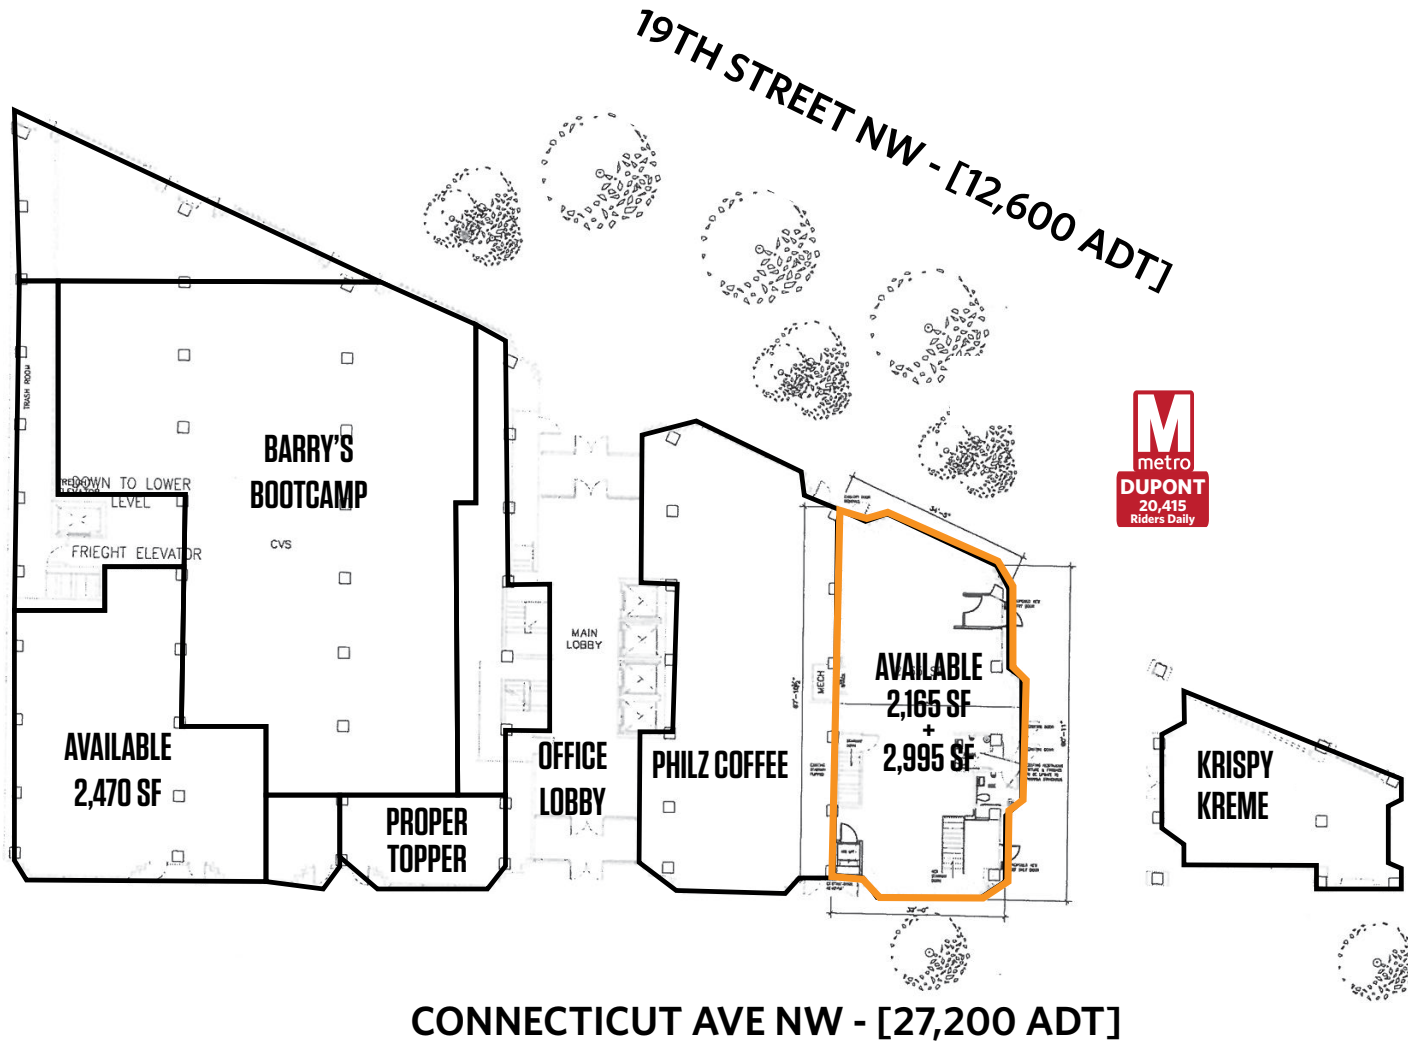 19TH STREET NW - [12,600 ADT]
TRASH ROOM
BARRY'S
BOOTCAMP
DOWN TO LOWER
LEVEL
FRIEGHT ELEVATOR
CVS
MAIN
LOBBY
M
metro
DUPONT
20,415
Riders Daily
34'-5"
MECH
AVAILABLE
2,165 SF
+
2,995 SF
AVAILABLE
2,470 SF
PROPER
TOPPER
OFFICE
LOBBY
PHILZ COFFEE
KRISPY
KREME
CONNECTICUT AVE NW - [27,200 ADT]